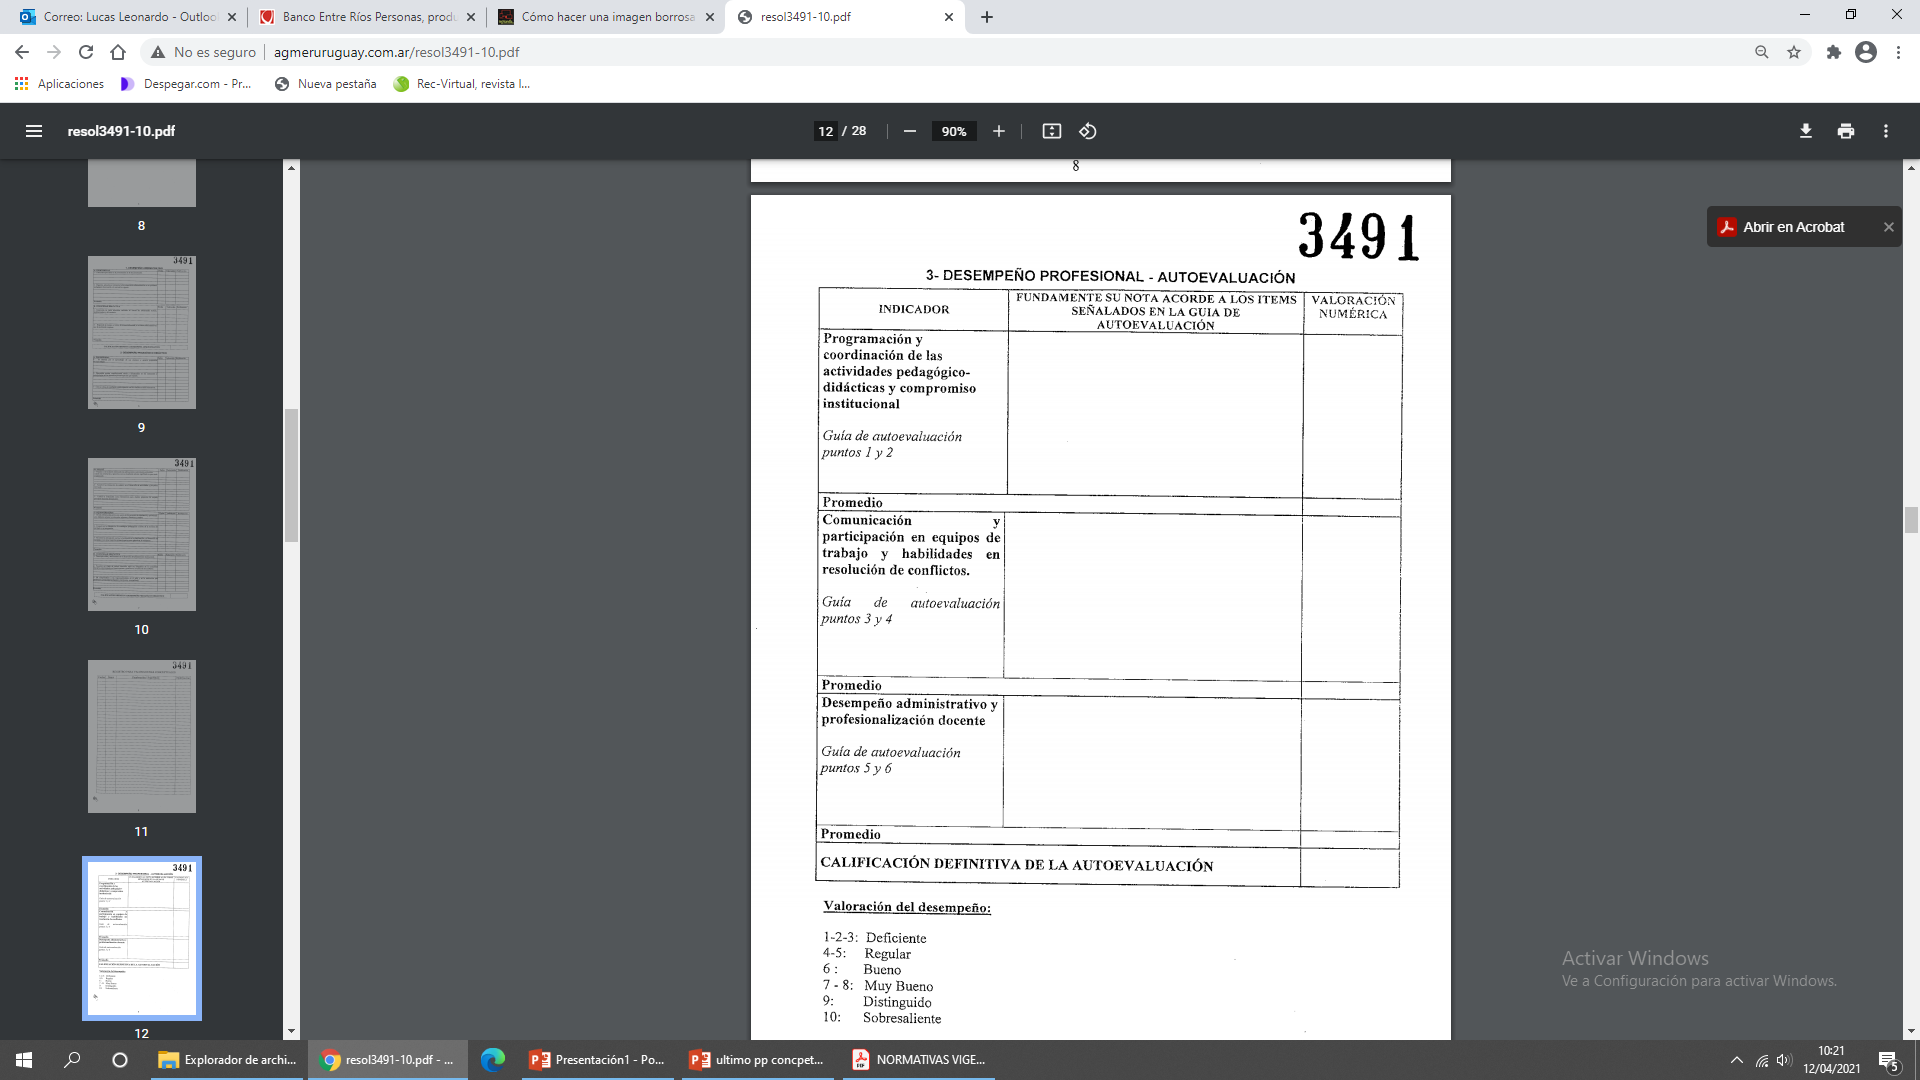 Correo: Lucas Leonardo - Outloo
Banco Entre Ríos Personas, produ
Cómo hacer una imagen borrosa
resol3491-10.pdf
No es seguro
agmeruruguay.com.ar/resol3491-10.pdf
Aplicaciones
Despegar.com - Pr...
Nueva pestaña
Rec-Virtual, revista I...
resol3491-10.pdf
12 / 28
90%
8
9
10
11
12
3491
3491
3491
3491
8
3491
Abrir en Acrobat
3- DESEMPEÑO PROFESIONAL - AUTOEVALUACIÓN
INDICADOR
FUNDAMENTE SU NOTA ACORDE A LOS ITEMS
SEÑALADOS EN LA GUIA DE
AUTOEVALUACIÓN
VALORACIÓN
NUMÉRICA
Programación y
coordinación de las
actividades pedagógico-
didácticas y compromiso
institucional
Guía de autoevaluación
puntos 1 y 2
Promedio
Comunicación y
participación en equipos de
trabajo y habilidades en
resolución de conflictos.
Guía de autoevaluación
puntos 3 y 4
Promedio
Desempeño administrativo y
profesionalización docente
Guía de autoevaluación
puntos 5 y 6
Promedio
CALIFICACIÓN DEFINITIVA DE LA AUTOEVALUACIÓN
Valoración del desempeño:
1-2-3: Deficiente
4-5: Regular
6 : Bueno
7 - 8: Muy Bueno
9: Distinguido
10: Sobresaliente
Activar Windows
Ve a Configuración para activar Windows.
Explorador de archi...
resol3491-10.pdf - ...
Presentación1 - Po...
ultimo pp concpet...
NORMATIVAS VIGE...
10:21
12/04/2021
5